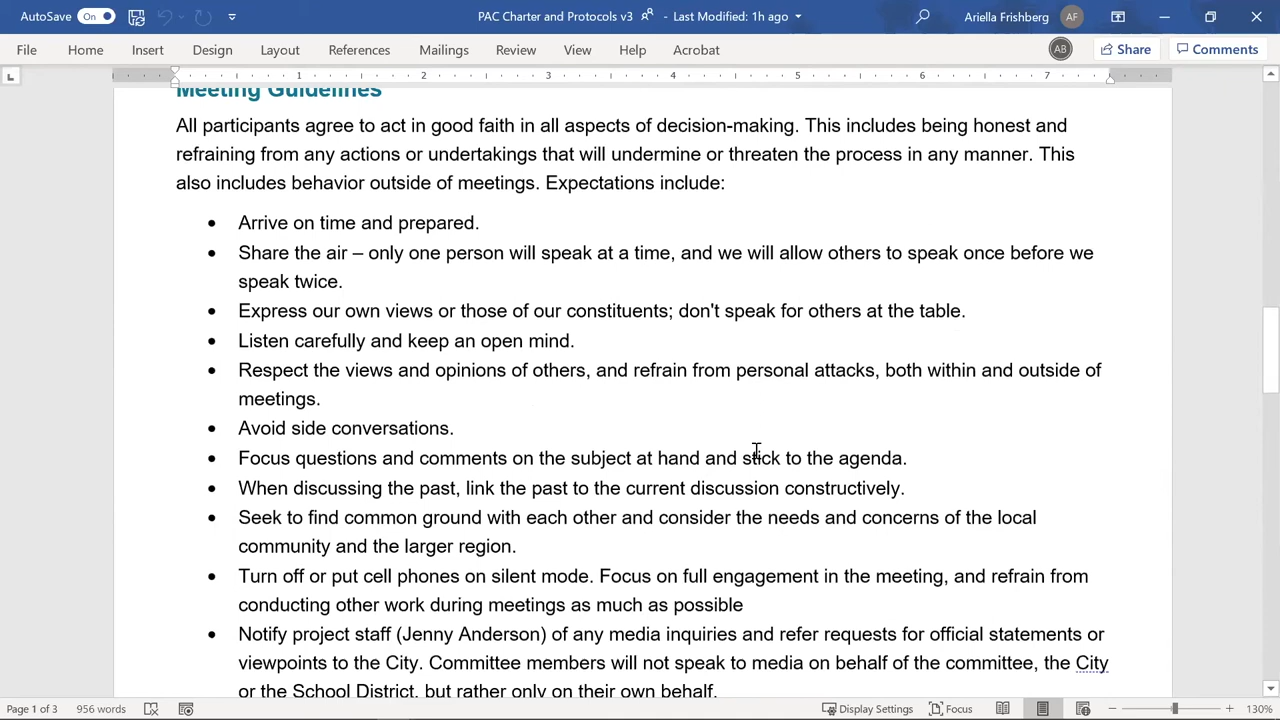 AutoSave On PAC Charter and Protocols v3 - Last Modified: 1h ago Ariella Frishberg AF
File Home Insert Design Layout References Mailings Review View Help Acrobat AB Share Comments
1 2 3 4 5 6 7
Meeting Guidelines
All participants agree to act in good faith in all aspects of decision-making. This includes being honest and
refraining from any actions or undertakings that will undermine or threaten the process in any manner. This
also includes behavior outside of meetings. Expectations include:
• Arrive on time and prepared.
• Share the air – only one person will speak at a time, and we will allow others to speak once before we
speak twice.
• Express our own views or those of our constituents; don't speak for others at the table.
• Listen carefully and keep an open mind.
• Respect the views and opinions of others, and refrain from personal attacks, both within and outside of
meetings.
• Avoid side conversations.
• Focus questions and comments on the subject at hand and stick to the agenda.
• When discussing the past, link the past to the current discussion constructively.
• Seek to find common ground with each other and consider the needs and concerns of the local
community and the larger region.
• Turn off or put cell phones on silent mode. Focus on full engagement in the meeting, and refrain from
conducting other work during meetings as much as possible
• Notify project staff (Jenny Anderson) of any media inquiries and refer requests for official statements or
viewpoints to the City. Committee members will not speak to media on behalf of the committee, the City
or the School District, but rather only on their own behalf.
Page 1 of 3 956 words Display Settings Focus 130%